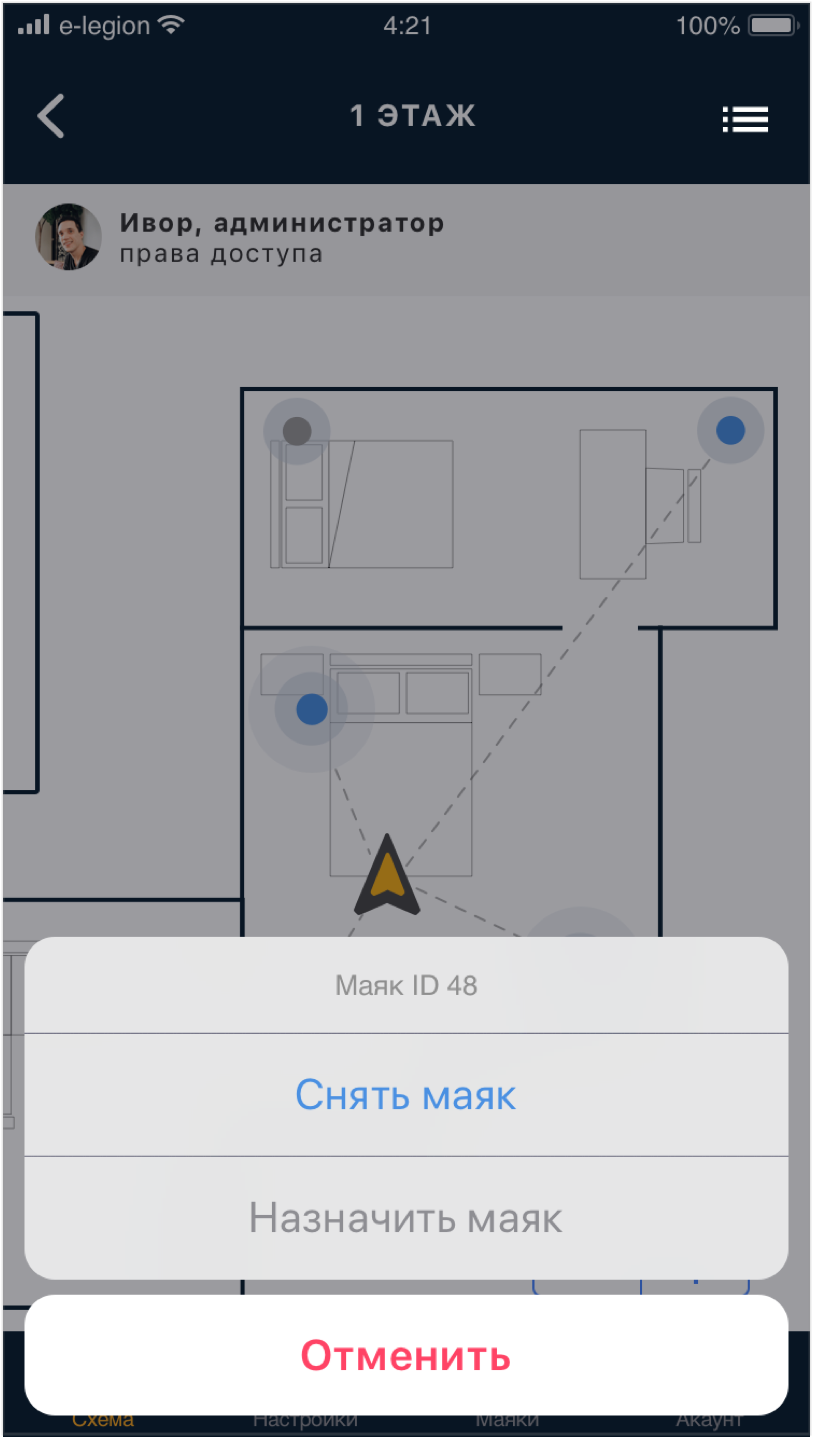 e-legion 4:21 100%
1 ЭТАЖ
Ивор, администратор
права доступа
Маяк ID 48
Снять маяк
Назначить маяк
Отменить
Схема Настройки Маяки Акаунт